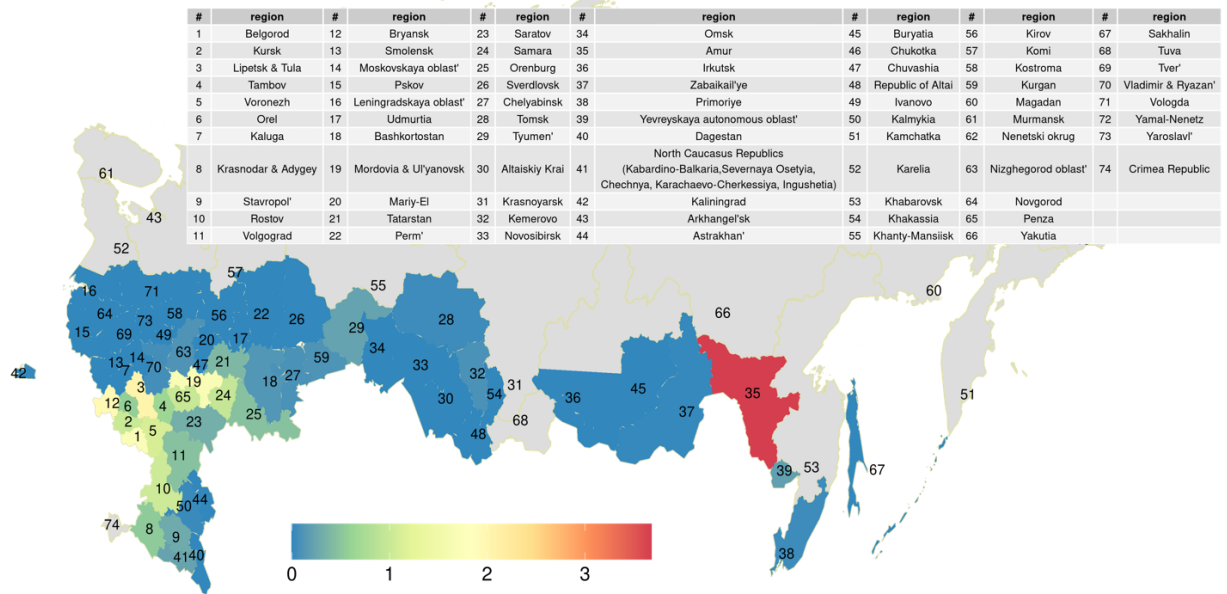 # region # region # region # region # region # region # region
1 Belgorod 12 Bryansk 23 Saratov 34 Omsk 45 Buryatia 56 Kirov 67 Sakhalin
2 Kursk 13 Smolensk 24 Samara 35 Amur 46 Chukotka 57 Komi 68 Tuva
3 Lipetsk & Tula 14 Moskovskaya oblast' 25 Orenburg 36 Irkutsk 47 Chuvashia 58 Kostroma 69 Tver'
4 Tambov 15 Pskov 26 Sverdlovsk 37 Zabaikail'ye 48 Republic of Altai 59 Kurgan 70 Vladimir & Ryazan'
5 Voronezh 16 Leningradskaya oblast' 27 Chelyabinsk 38 Primoriye 49 Ivanovo 60 Magadan 71 Vologda
6 Orel 17 Udmurtia 28 Tomsk 39 Yevreyskaya autonomous oblast' 50 Kalmykia 61 Murmansk 72 Yamal-Nenetz
7 Kaluga 18 Bashkortostan 29 Tyumen' 40 Dagestan 51 Kamchatka 62 Nenetski okrug 73 Yaroslavl'
8 Krasnodar & Adygey 19 Mordovia & Ul'yanovsk 30 Altaiskiy Krai 41 North Caucasus Republics
(Kabardino-Balkaria,Severnaya Osetyia,
Chechnya, Karachaevo-Cherkessiya, Ingushetia) 52 Karelia 63 Nizhegorod oblast' 74 Crimea Republic
9 Stavropol' 20 Mariy-El 31 Krasnoyarsk 42 Kaliningrad 53 Khabarovsk 64 Novgorod
10 Rostov 21 Tatarstan 32 Kemerovo 43 Arkhangel'sk 54 Khakassia 65 Penza
11 Volgograd 22 Perm' 33 Novosibirsk 44 Astrakhan' 55 Khanty-Mansiisk 66 Yakutia
61
43
52
57
55
60
16 71
66
64 73 58 56 22 26 28
15 69 49 20 17 29 34
13 14 7 70 63 47 21 59
42 18 27 33 32 31 45 36 35 51
3 19 24
12 6 4 65 25 30 54 68 37
2 23
1 5 48
11 39 53 67
10 50 44
74 8 9
41 40 38
0 1 2 3